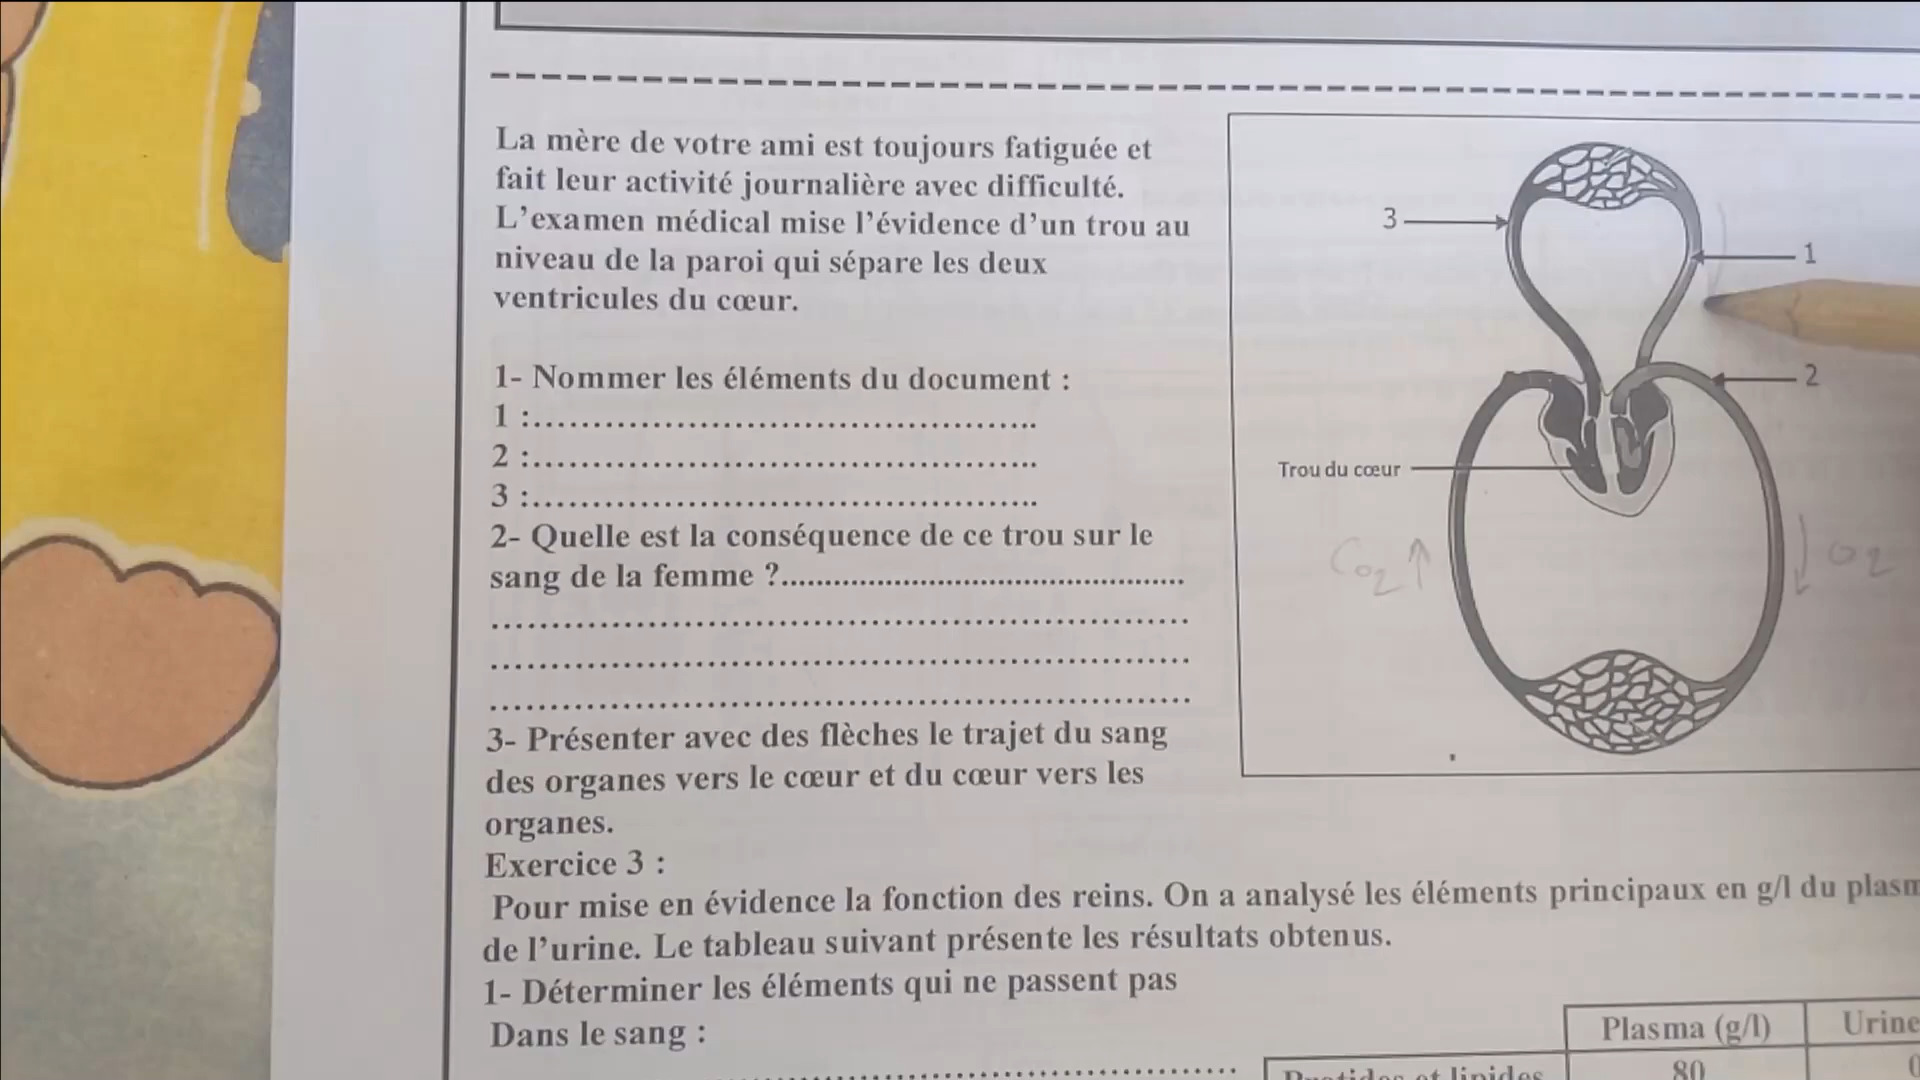 La mère de votre ami est toujours fatiguée et
fait leur activité journalière avec difficulté.
L'examen médical mise l'évidence d'un trou au
niveau de la paroi qui sépare les deux
ventricules du cœur.
1- Nommer les éléments du document :
1 :..........................................
2 :..........................................
3 :..........................................
2- Quelle est la conséquence de ce trou sur le
sang de la femme ?..........................................
3- Présenter avec des flèches le trajet du sang
des organes vers le cœur et du cœur vers les
organes.
3
1
2
Trou du cœur
CO2 ↑
↓ O2
Exercice 3 :
Pour mise en évidence la fonction des reins. On a analysé les éléments principaux en g/l du plasm
de l'urine. Le tableau suivant présente les résultats obtenus.
1- Déterminer les éléments qui ne passent pas
Dans le sang :
Plasma (g/l) Urine
Protides et lipides 80 0